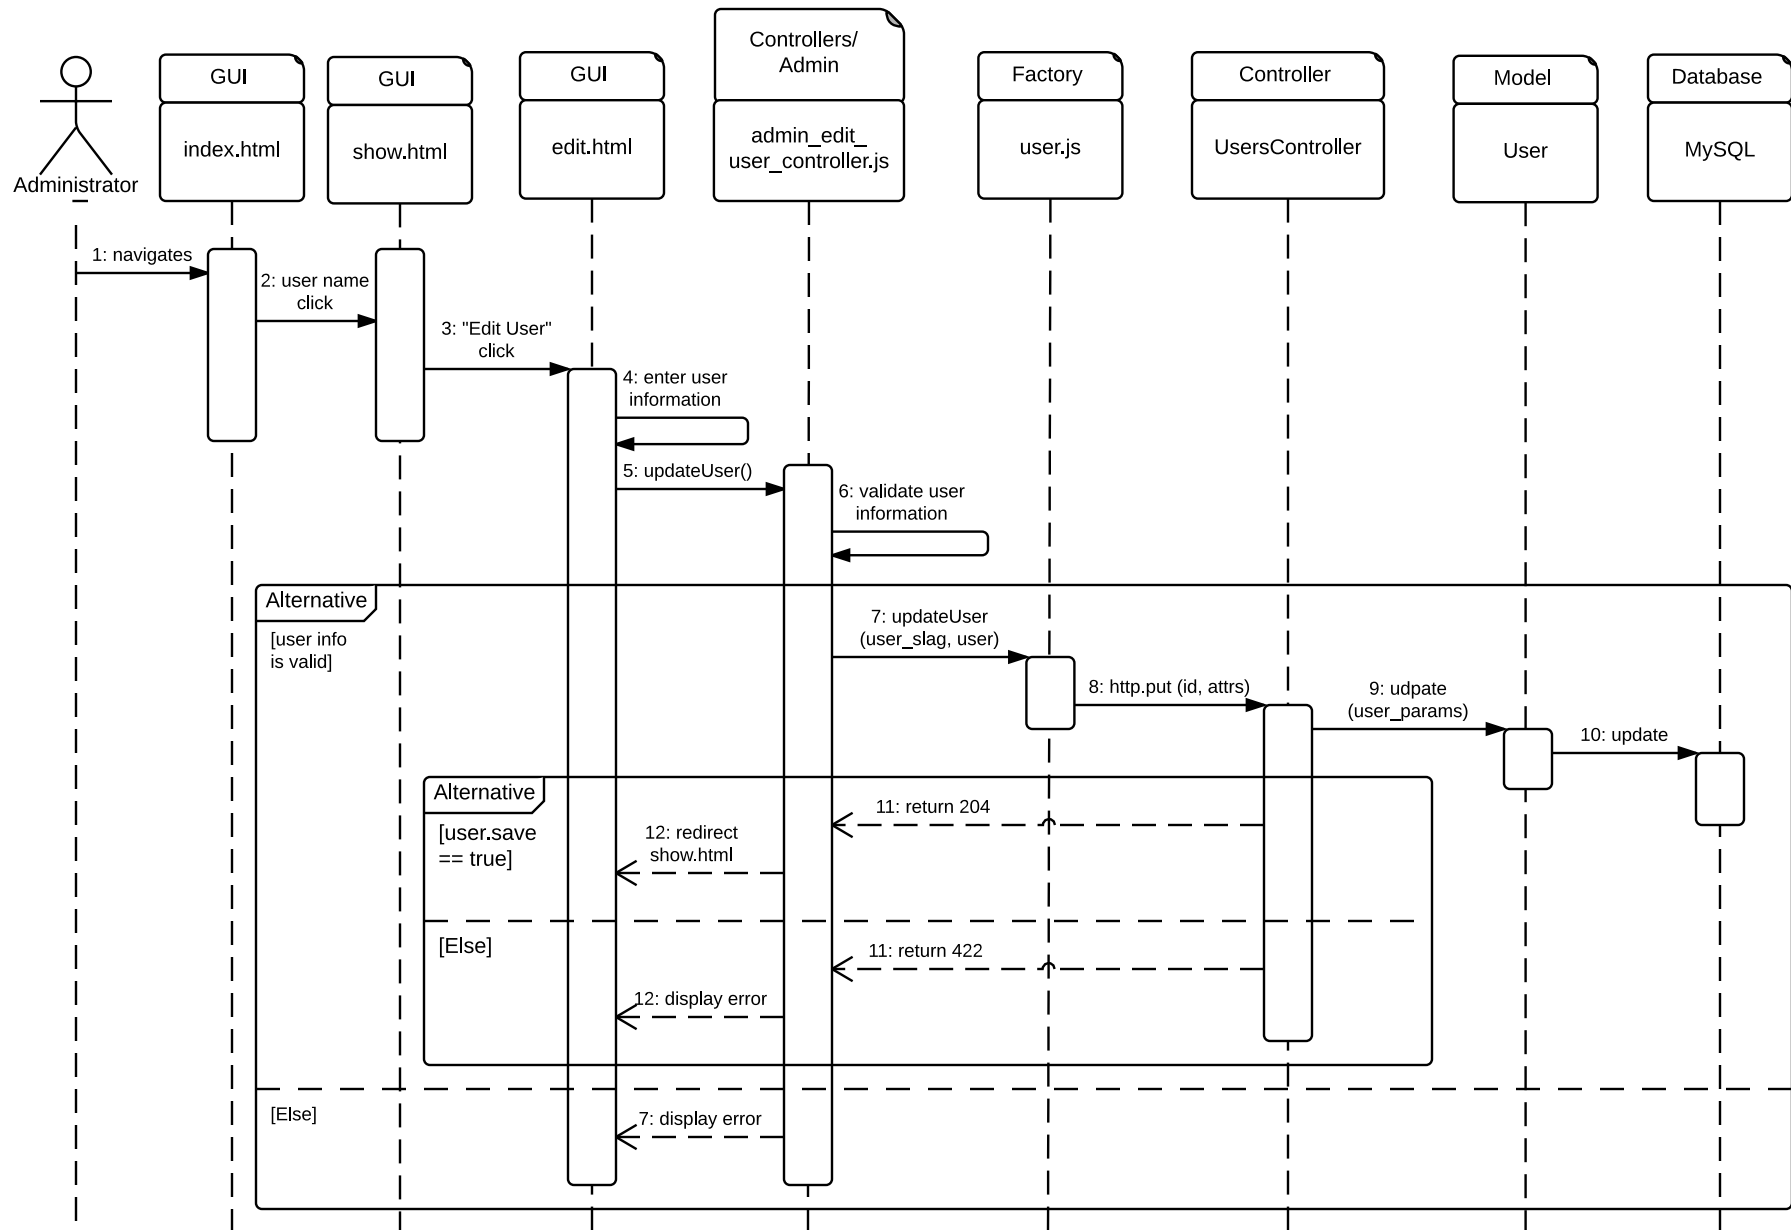 Administrator
GUI
index.html
GUI
show.html
GUI
edit.html
Controllers/
Admin
admin_edit_
user_controller.js
Factory
user.js
Controller
UsersController
Model
User
Database
MySQL
1: navigates
2: user name
click
3: "Edit User"
click
4: enter user
information
5: updateUser()
6: validate user
information
Alternative
[user info
is valid]
7: updateUser
(user_slag, user)
8: http.put (id, attrs)
9: udpate
(user_params)
10: update
Alternative
[user.save
== true]
11: return 204
12: redirect
show.html
[Else]
11: return 422
12: display error
[Else]
7: display error